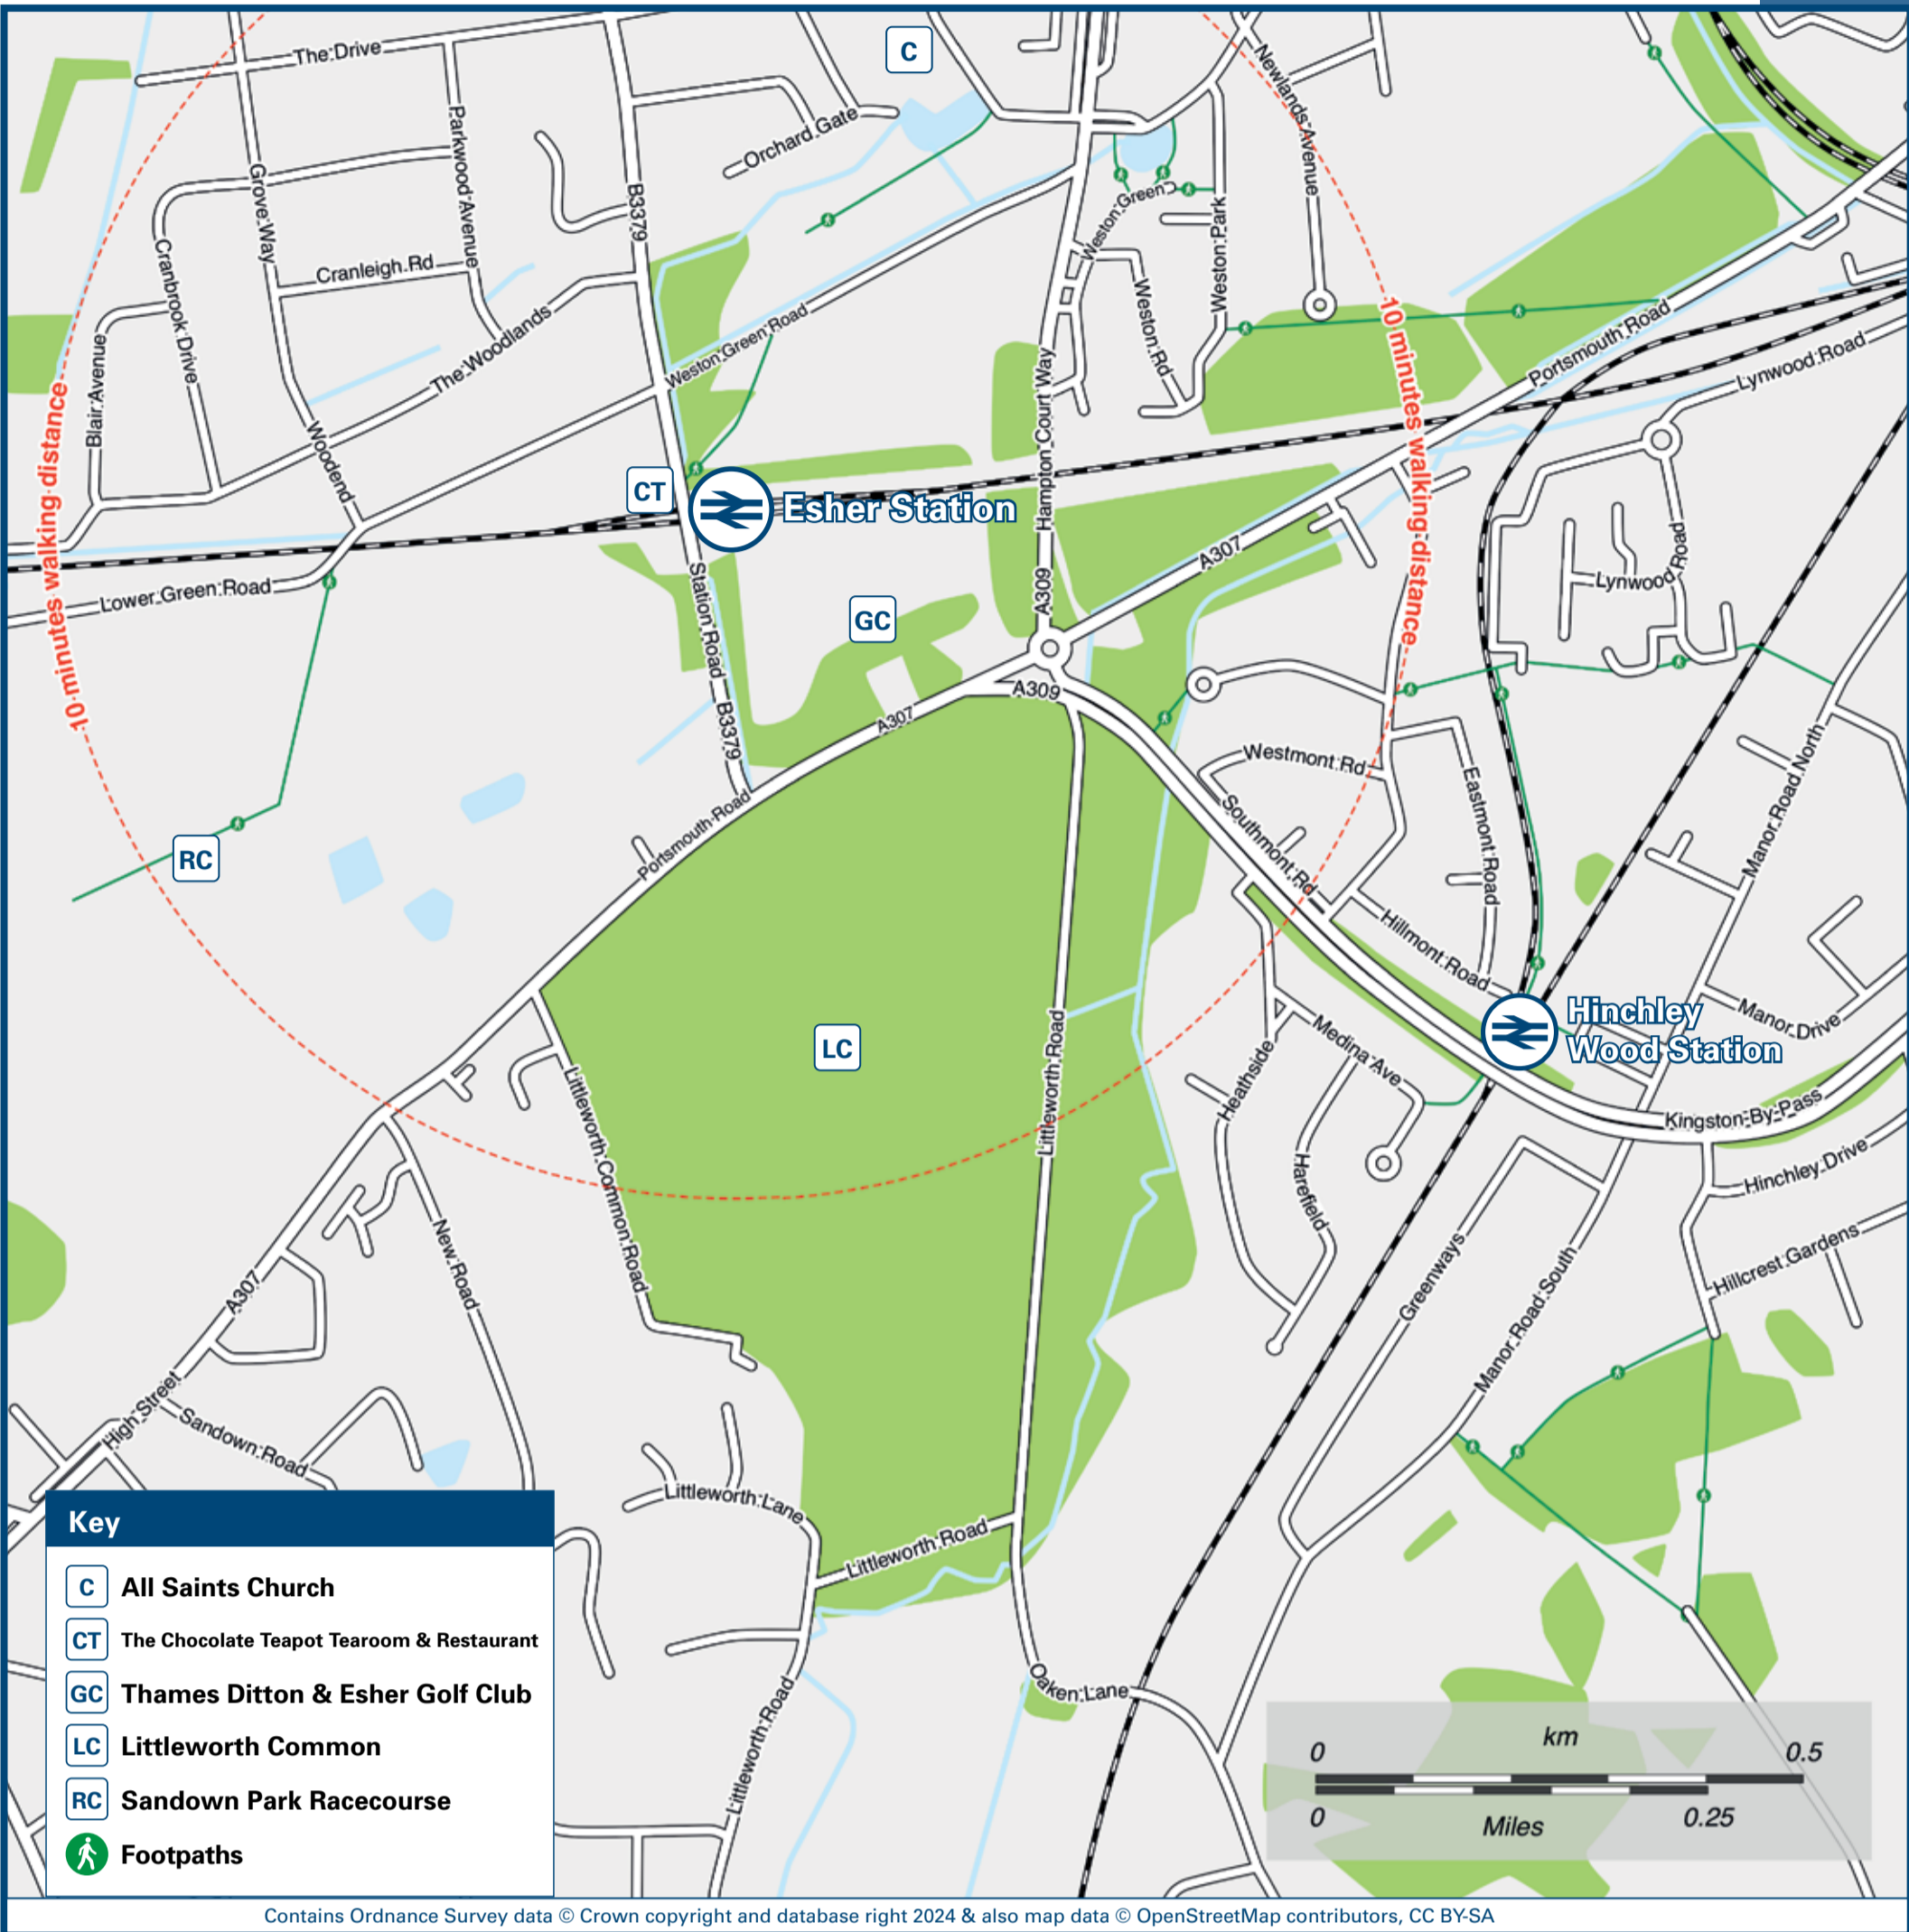 The Drive
C
Newlands Avenue
Parkwood Avenue
Orchard Gate
Grove Way
B3379
Weston Green
Weston Park
Cranbrook Drive
Cranleigh Rd
Weston Rd
The Woodlands
Weston Green Road
Blair Avenue
Portsmouth Road
Lynwood Road
Hampton Court Way
10 minutes walking distance
10 minutes walking distance
Woodend
CT
Esher Station
A307
Lynwood Road
Lower Green Road
Station Road
GC
A309
A309
B3379
A307
Westmont Rd
Eastmont Road
Manor Road North
Portsmouth Road
Southmont Rd
RC
Hillmont Road
LC
Hinchley
Wood Station
Manor Drive
Medina Ave
Heathside
Littleworth Road
Littleworth Common Road
Kingston By-Pass
Harefield
Hinchley Drive
New Road
Greenways
Hillcrest Gardens
A307
Manor Road South
High Street
Sandown Road
Littleworth Lane
Littleworth Road
Oaken Lane
Littleworth Road
Key
C All Saints Church
CT The Chocolate Teapot Tearoom & Restaurant
GC Thames Ditton & Esher Golf Club
LC Littleworth Common
RC Sandown Park Racecourse
Footpaths
km
0 0.5
0 0.25
Miles
Contains Ordnance Survey data © Crown copyright and database right 2024 & also map data © OpenStreetMap contributors, CC BY-SA